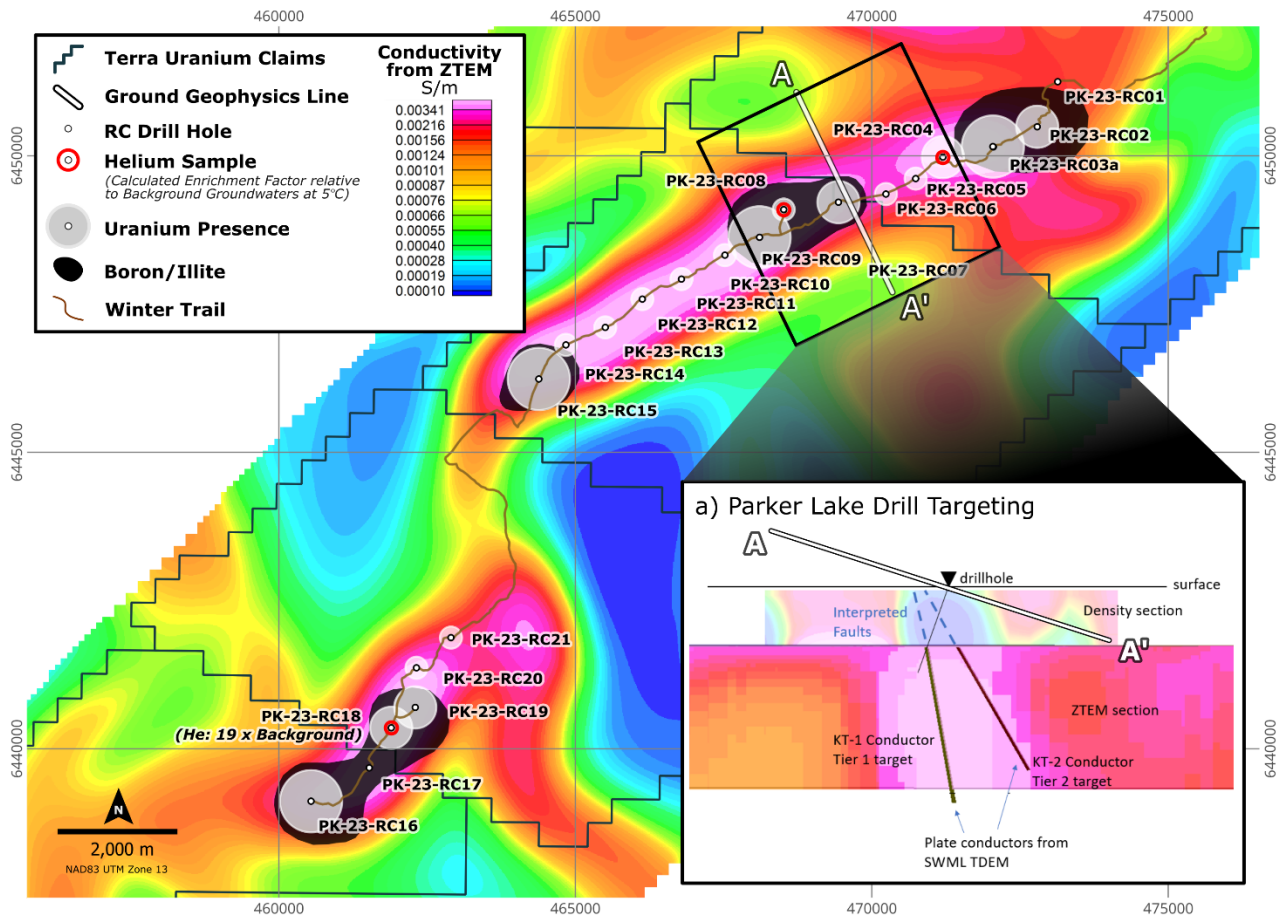 460000
465000
470000
475000
Terra Uranium Claims
Ground Geophysics Line
RC Drill Hole
Helium Sample
(Calculated Enrichment Factor relative
to Background Groundwaters at 5°C)
Uranium Presence
Boron/Illite
Winter Trail
Conductivity
from ZTEM
S/m
0.00341
0.00216
0.00156
0.00124
0.00101
0.00087
0.00076
0.00066
0.00055
0.00040
0.00028
0.00019
0.00010
A
PK-23-RC01
PK-23-RC04
PK-23-RC02
PK-23-RC03a
PK-23-RC08
PK-23-RC05
PK-23-RC06
PK-23-RC09
PK-23-RC07
PK-23-RC10
PK-23-RC11
A'
PK-23-RC12
PK-23-RC13
PK-23-RC14
PK-23-RC15
6450000
6450000
6445000
6445000
6440000
6440000
PK-23-RC21
PK-23-RC20
PK-23-RC19
PK-23-RC18
(He: 19 x Background)
PK-23-RC17
PK-23-RC16
N
2,000 m
NAD83 UTM Zone 13
a) Parker Lake Drill Targeting
A
drillhole
surface
Interpreted
Faults
Density section
A'
ZTEM section
KT-1 Conductor
Tier 1 target
KT-2 Conductor
Tier 2 target
Plate conductors from
SWML TDEM
460000
465000
470000
475000